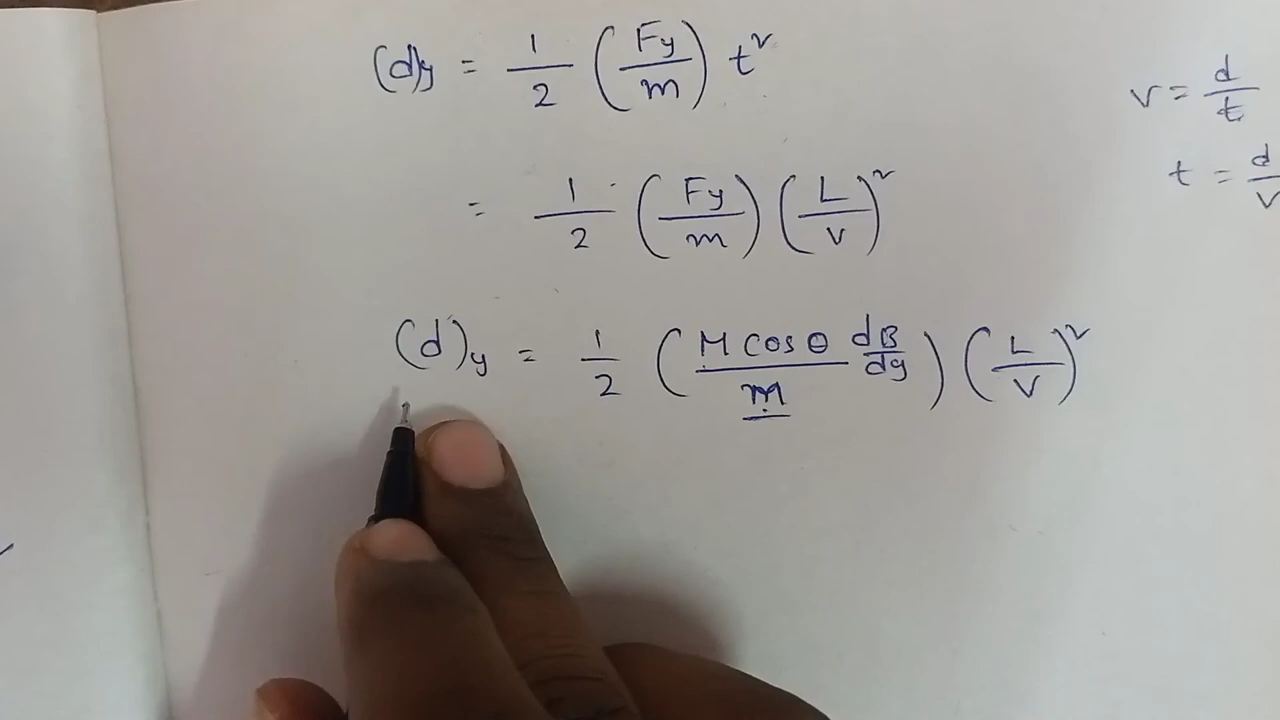 (d)y = 1/2 (Fy/m) t²
v = d/t
t = d/v
= 1/2 (Fy/m) (L/v)²
(d)y = 1/2 (M cos θ dB/dy / m) (L/v)²